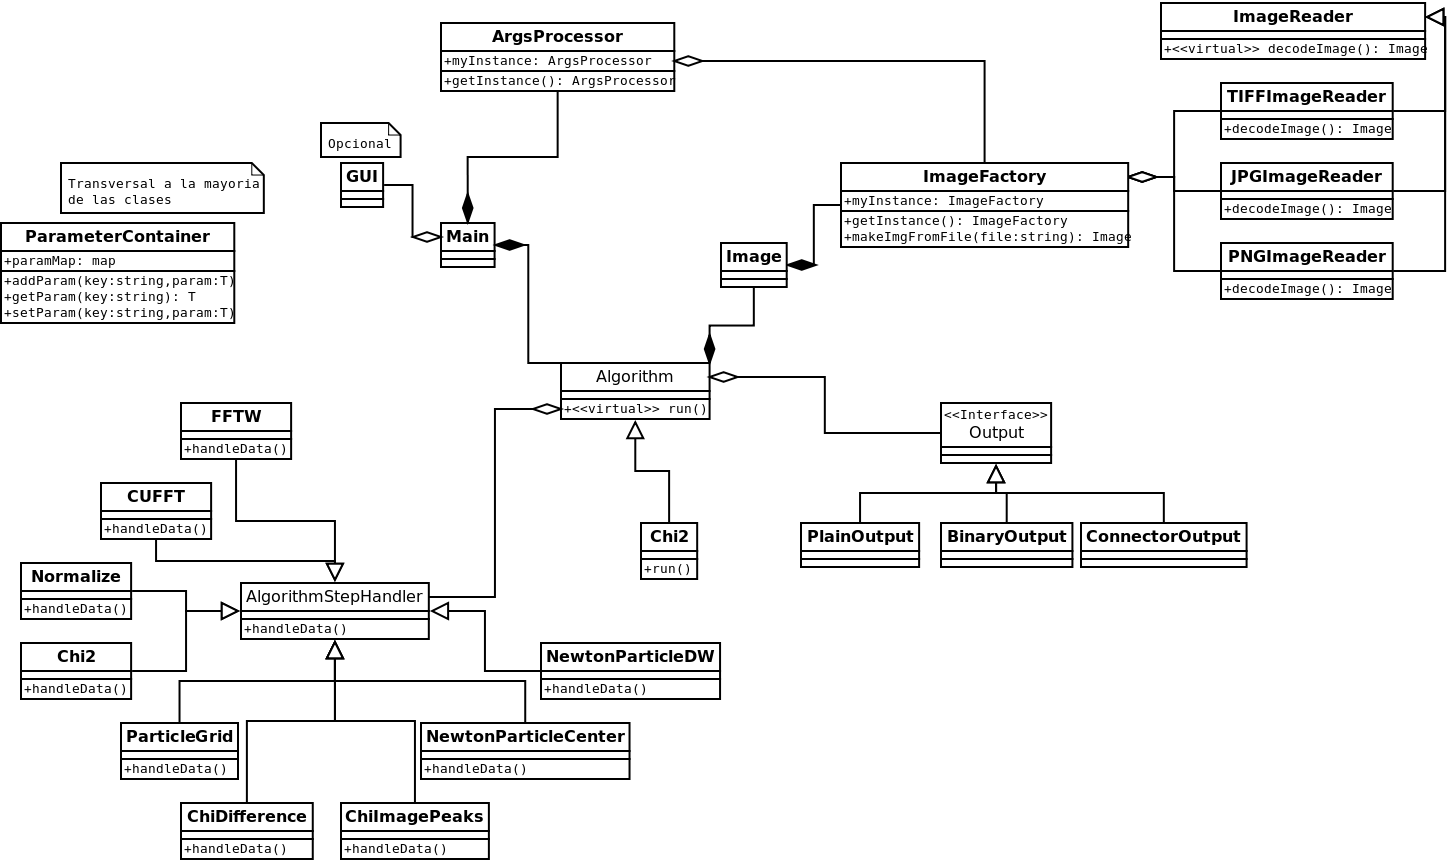 ImageReader
+<<virtual>> decodeImage(): Image
ArgsProcessor
+myInstance: ArgsProcessor
+getInstance(): ArgsProcessor
TIFFImageReader
+decodeImage(): Image
Opcional
GUI
Transversal a la mayoria
de las clases
ImageFactory
+myInstance: ImageFactory
+getInstance(): ImageFactory
+makeImgFromFile(file:string): Image
JPGImageReader
+decodeImage(): Image
ParameterContainer
+paramMap: map
+addParam(key:string,param:T)
+getParam(key:string): T
+setParam(key:string,param:T)
Main
Image
PNGImageReader
+decodeImage(): Image
Algorithm
+<<virtual>> run()
FFTW
+handleData()
<<Interface>>
Output
CUFFT
+handleData()
Chi2
+run()
PlainOutput
BinaryOutput
ConnectorOutput
Normalize
+handleData()
AlgorithmStepHandler
+handleData()
Chi2
+handleData()
NewtonParticleDW
+handleData()
ParticleGrid
+handleData()
NewtonParticleCenter
+handleData()
ChiDifference
+handleData()
ChiImagePeaks
+handleData()